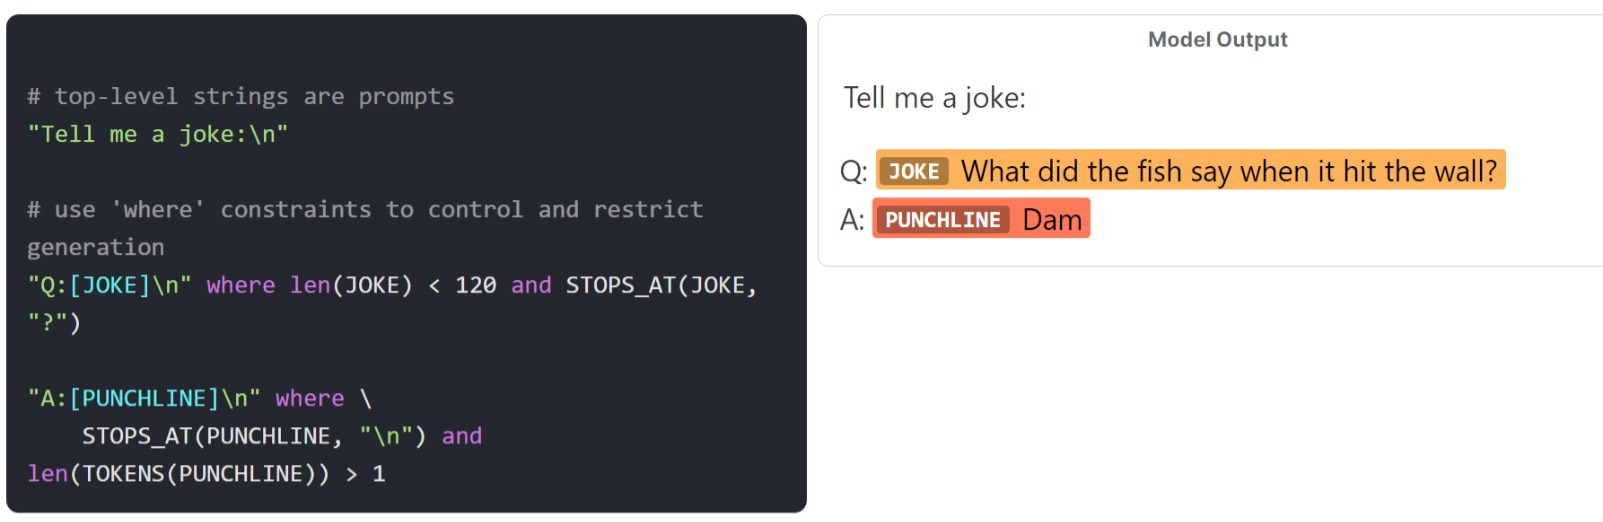 # top-level strings are prompts
"Tell me a joke:\n"
# use 'where' constraints to control and restrict
generation
"Q:[JOKE]\n" where len(JOKE) < 120 and STOPS_AT(JOKE,
"?")
"A:[PUNCHLINE]\n" where \
STOPS_AT(PUNCHLINE, "\n") and
len(TOKENS(PUNCHLINE)) > 1
Model Output
Tell me a joke:
Q: JOKE What did the fish say when it hit the wall?
A: PUNCHLINE Dam